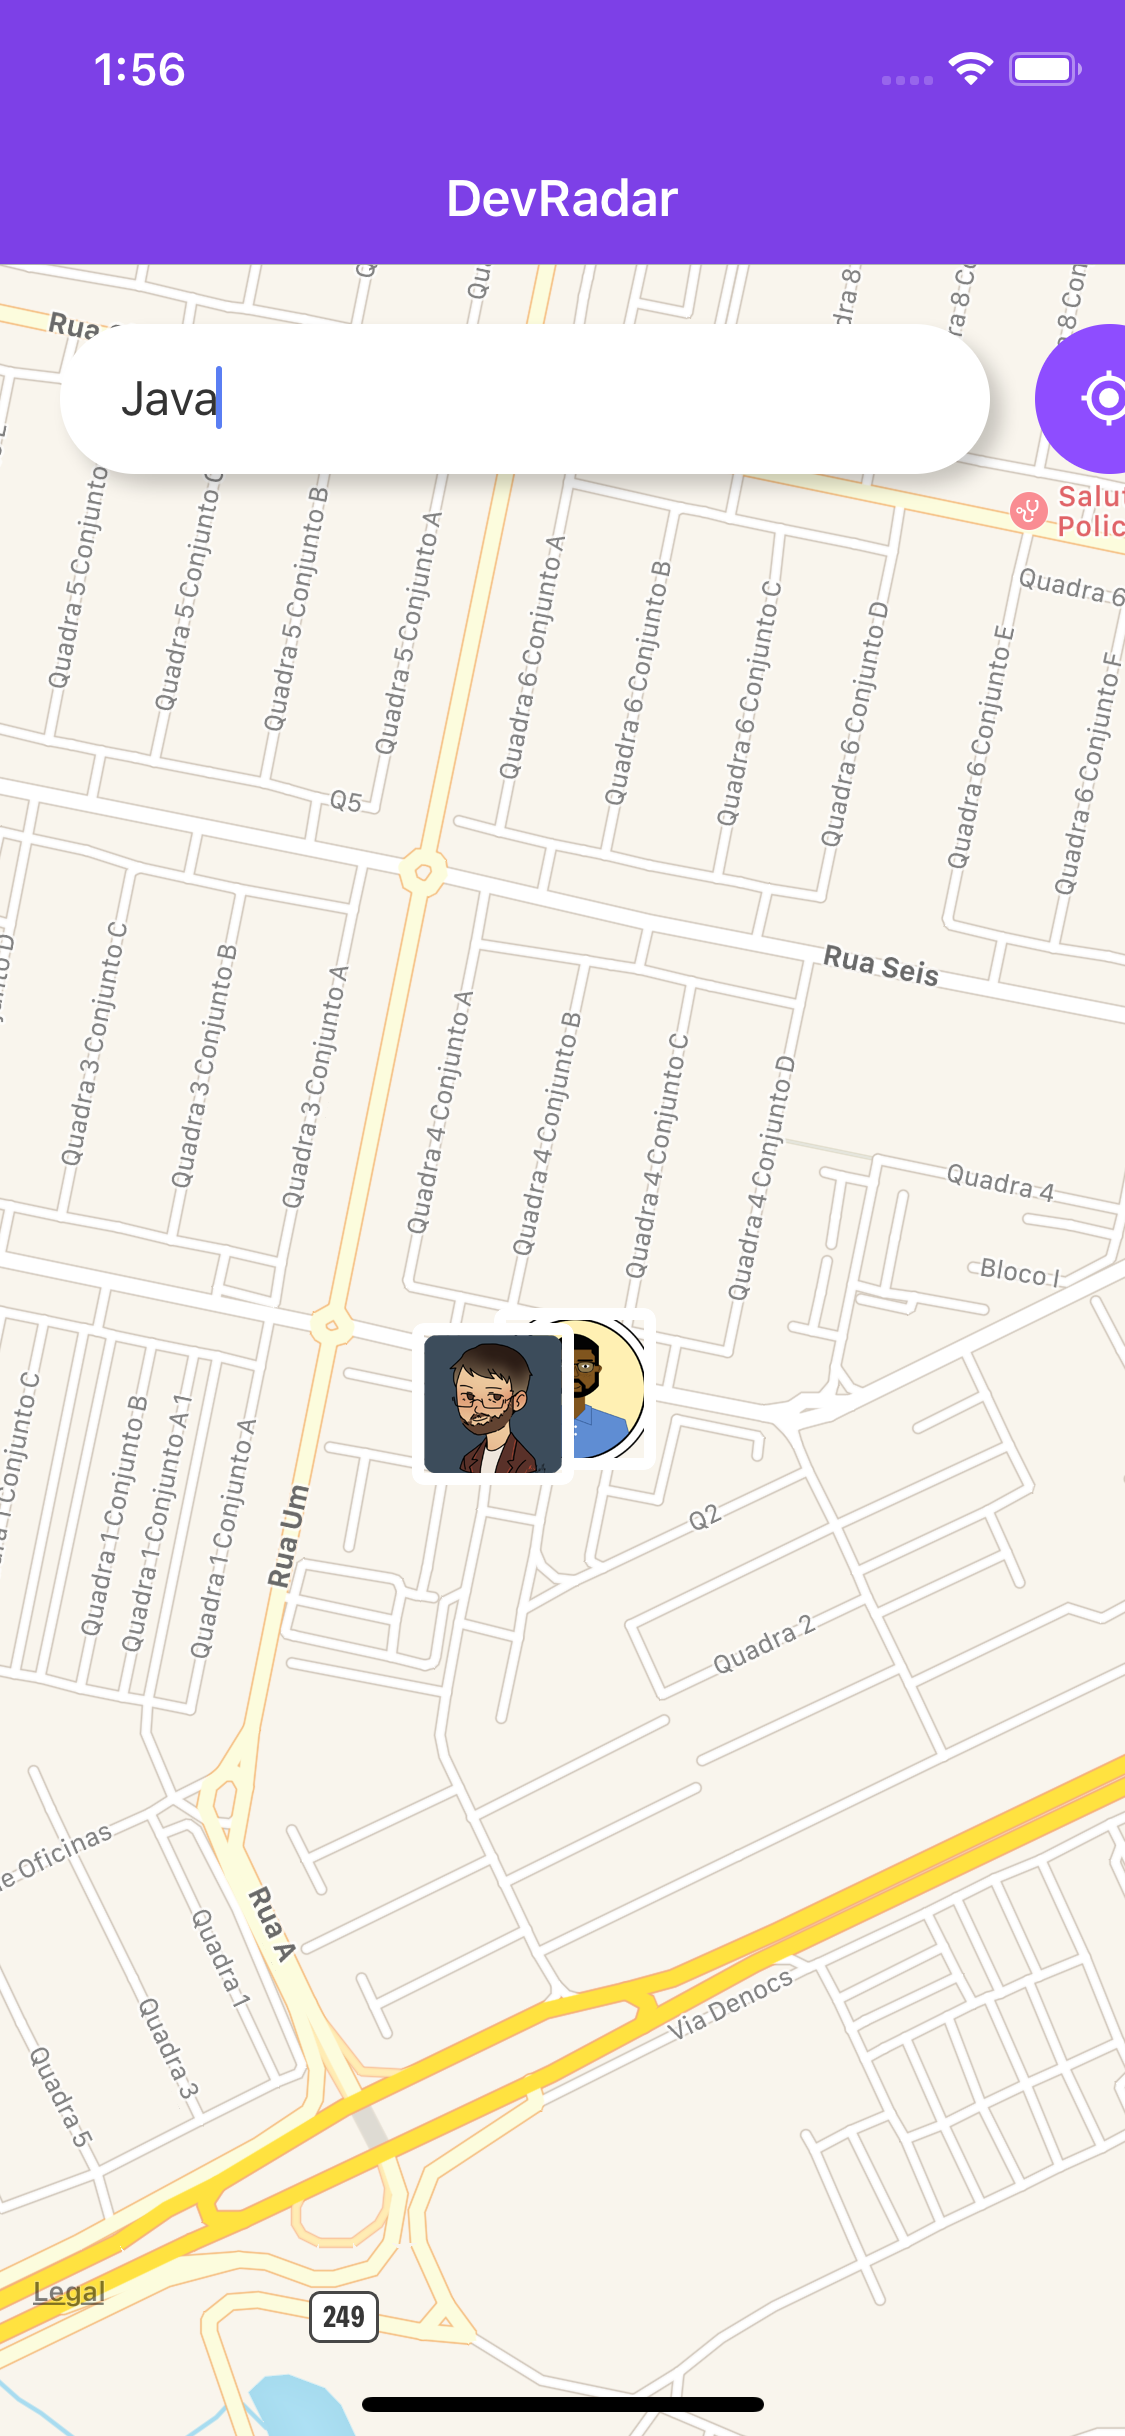 1:56
DevRadar
Rua
Java
Quadra 5 Conjunto
Quadra 5 Conjunto C
Quadra 5 Conjunto B
Quadra 5 Conjunto A
Quadra 6 Conjunto A
Quadra 6 Conjunto B
Quadra 6 Conjunto C
Quadra 6 Conjunto D
Quadra 6 Conjunto E
Quadra 6 Conjunto F
Quadra 6
Q5
Rua Seis
Quadra 3 Conjunto C
Quadra 3 Conjunto B
Quadra 3 Conjunto A
Quadra 4 Conjunto A
Quadra 4 Conjunto B
Quadra 4 Conjunto C
Quadra 4 Conjunto D
Quadra 4
Bloco I
1 Conjunto C
Quadra 1 Conjunto B
Quadra 1 Conjunto A 1
Quadra 1 Conjunto A
Rua Um
Q2
Quadra 2
e Oficinas
Rua A
Quadra 1
Quadra 3
Quadra 5
Via Denocs
Legal
249